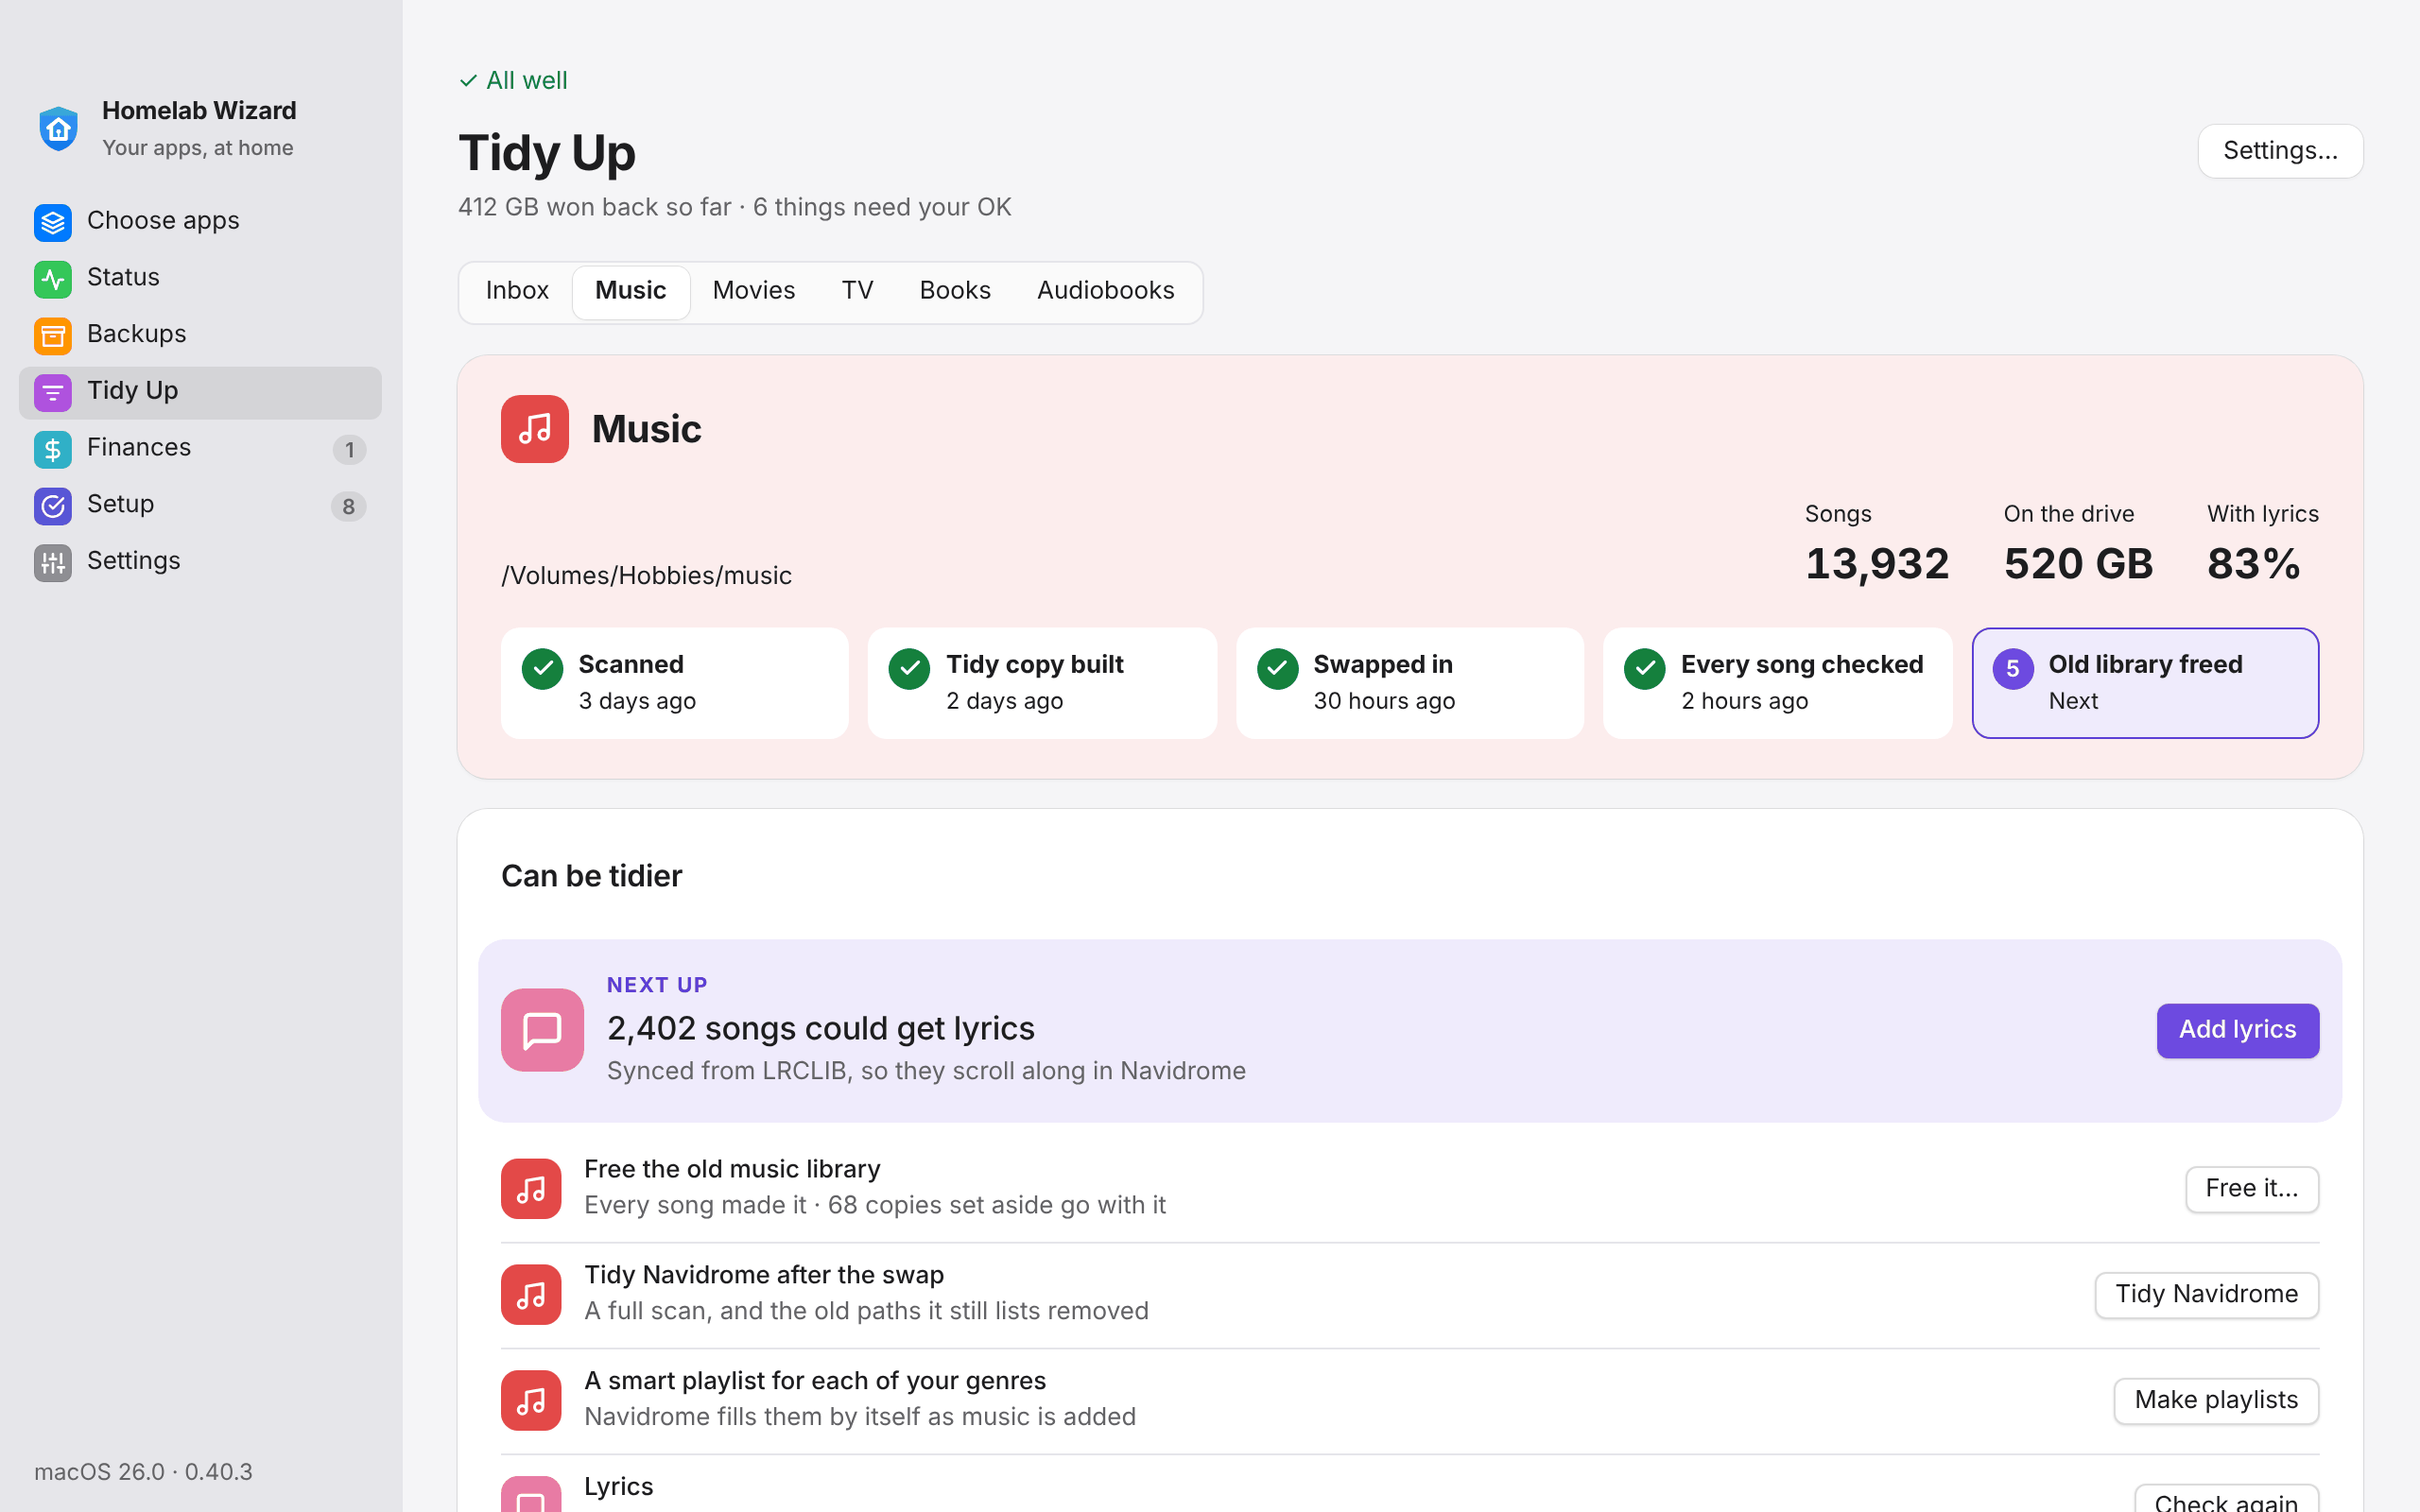 Homelab Wizard
Your apps, at home
Choose apps
Status
Backups
Tidy Up
Finances 1
Setup 8
Settings
macOS 26.0 · 0.40.3
All well
Tidy Up
Settings...
412 GB won back so far · 6 things need your OK
Inbox Music Movies TV Books Audiobooks
Music
/Volumes/Hobbies/music
Songs
13,932
On the drive
520 GB
With lyrics
83%
Scanned
3 days ago
Tidy copy built
2 days ago
Swapped in
30 hours ago
Every song checked
2 hours ago
5
Old library freed
Next
Can be tidier
NEXT UP
2,402 songs could get lyrics
Synced from LRCLIB, so they scroll along in Navidrome
Add lyrics
Free the old music library
Every song made it · 68 copies set aside go with it
Free it...
Tidy Navidrome after the swap
A full scan, and the old paths it still lists removed
Tidy Navidrome
A smart playlist for each of your genres
Navidrome fills them by itself as music is added
Make playlists
Lyrics
Check again